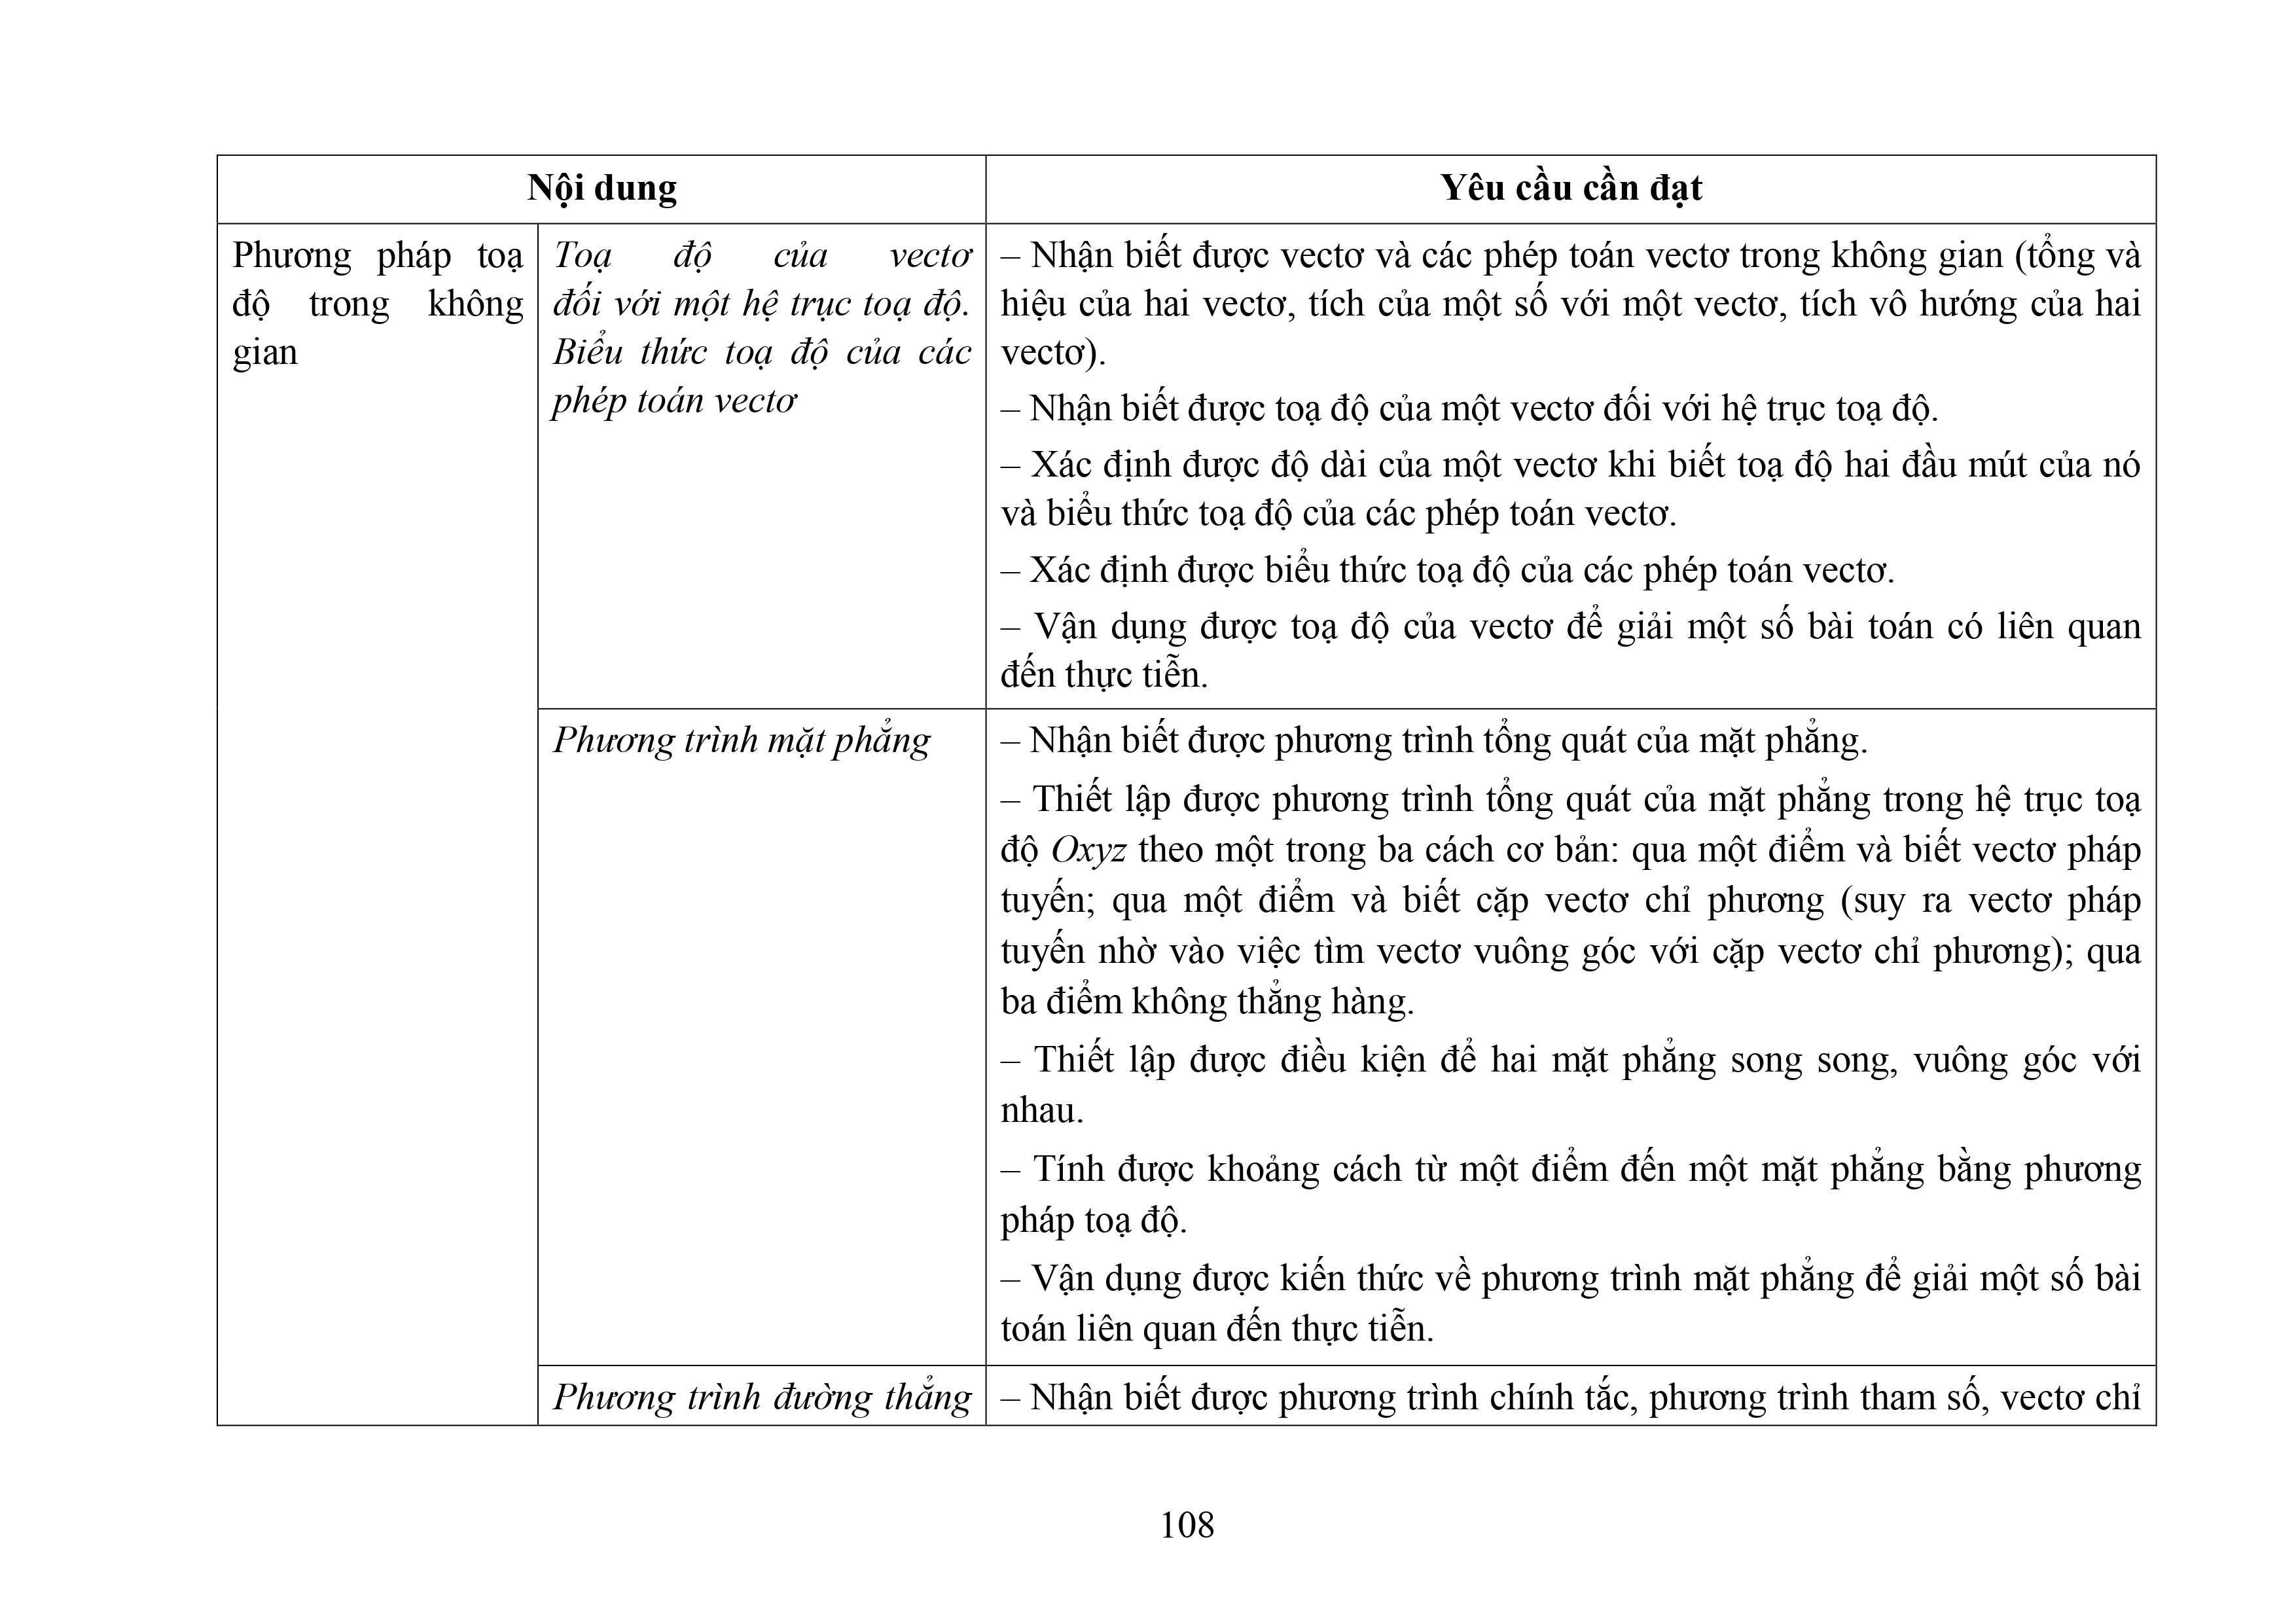 Nội dung
Yêu cầu cần đạt
Phương pháp toạ
độ trong không
gian
Toạ độ của vectơ
đối với một hệ trục toạ độ.
Biểu thức toạ độ của các
phép toán vectơ
– Nhận biết được vectơ và các phép toán vectơ trong không gian (tổng và
hiệu của hai vectơ, tích của một số với một vectơ, tích vô hướng của hai
vectơ).
– Nhận biết được toạ độ của một vectơ đối với hệ trục toạ độ.
– Xác định được độ dài của một vectơ khi biết toạ độ hai đầu mút của nó
và biểu thức toạ độ của các phép toán vectơ.
– Xác định được biểu thức toạ độ của các phép toán vectơ.
– Vận dụng được toạ độ của vectơ để giải một số bài toán có liên quan
đến thực tiễn.
Phương trình mặt phẳng
– Nhận biết được phương trình tổng quát của mặt phẳng.
– Thiết lập được phương trình tổng quát của mặt phẳng trong hệ trục toạ
độ Oxyz theo một trong ba cách cơ bản: qua một điểm và biết vectơ pháp
tuyến; qua một điểm và biết cặp vectơ chỉ phương (suy ra vectơ pháp
tuyến nhờ vào việc tìm vectơ vuông góc với cặp vectơ chỉ phương); qua
ba điểm không thẳng hàng.
– Thiết lập được điều kiện để hai mặt phẳng song song, vuông góc với
nhau.
– Tính được khoảng cách từ một điểm đến một mặt phẳng bằng phương
pháp toạ độ.
– Vận dụng được kiến thức về phương trình mặt phẳng để giải một số bài
toán liên quan đến thực tiễn.
Phương trình đường thẳng
– Nhận biết được phương trình chính tắc, phương trình tham số, vectơ chỉ
108